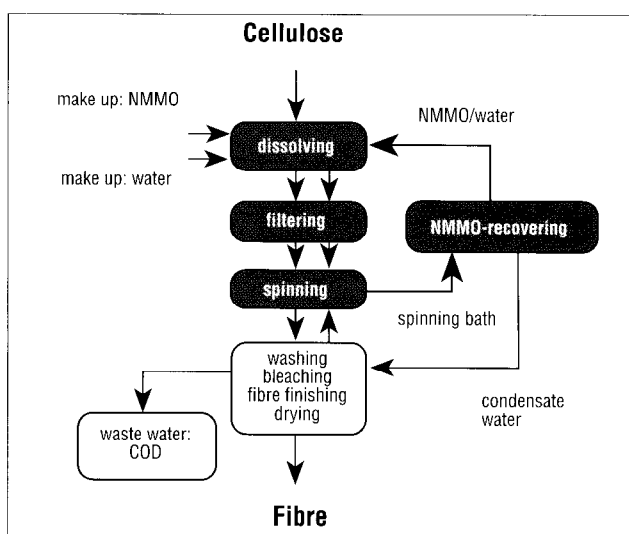 Cellulose
make up: NMMO
NMMO/water
dissolving
make up: water
filtering
NMMO-recovering
spinning
spinning bath
washing
bleaching
fibre finishing
drying
condensate
water
waste water:
COD
Fibre